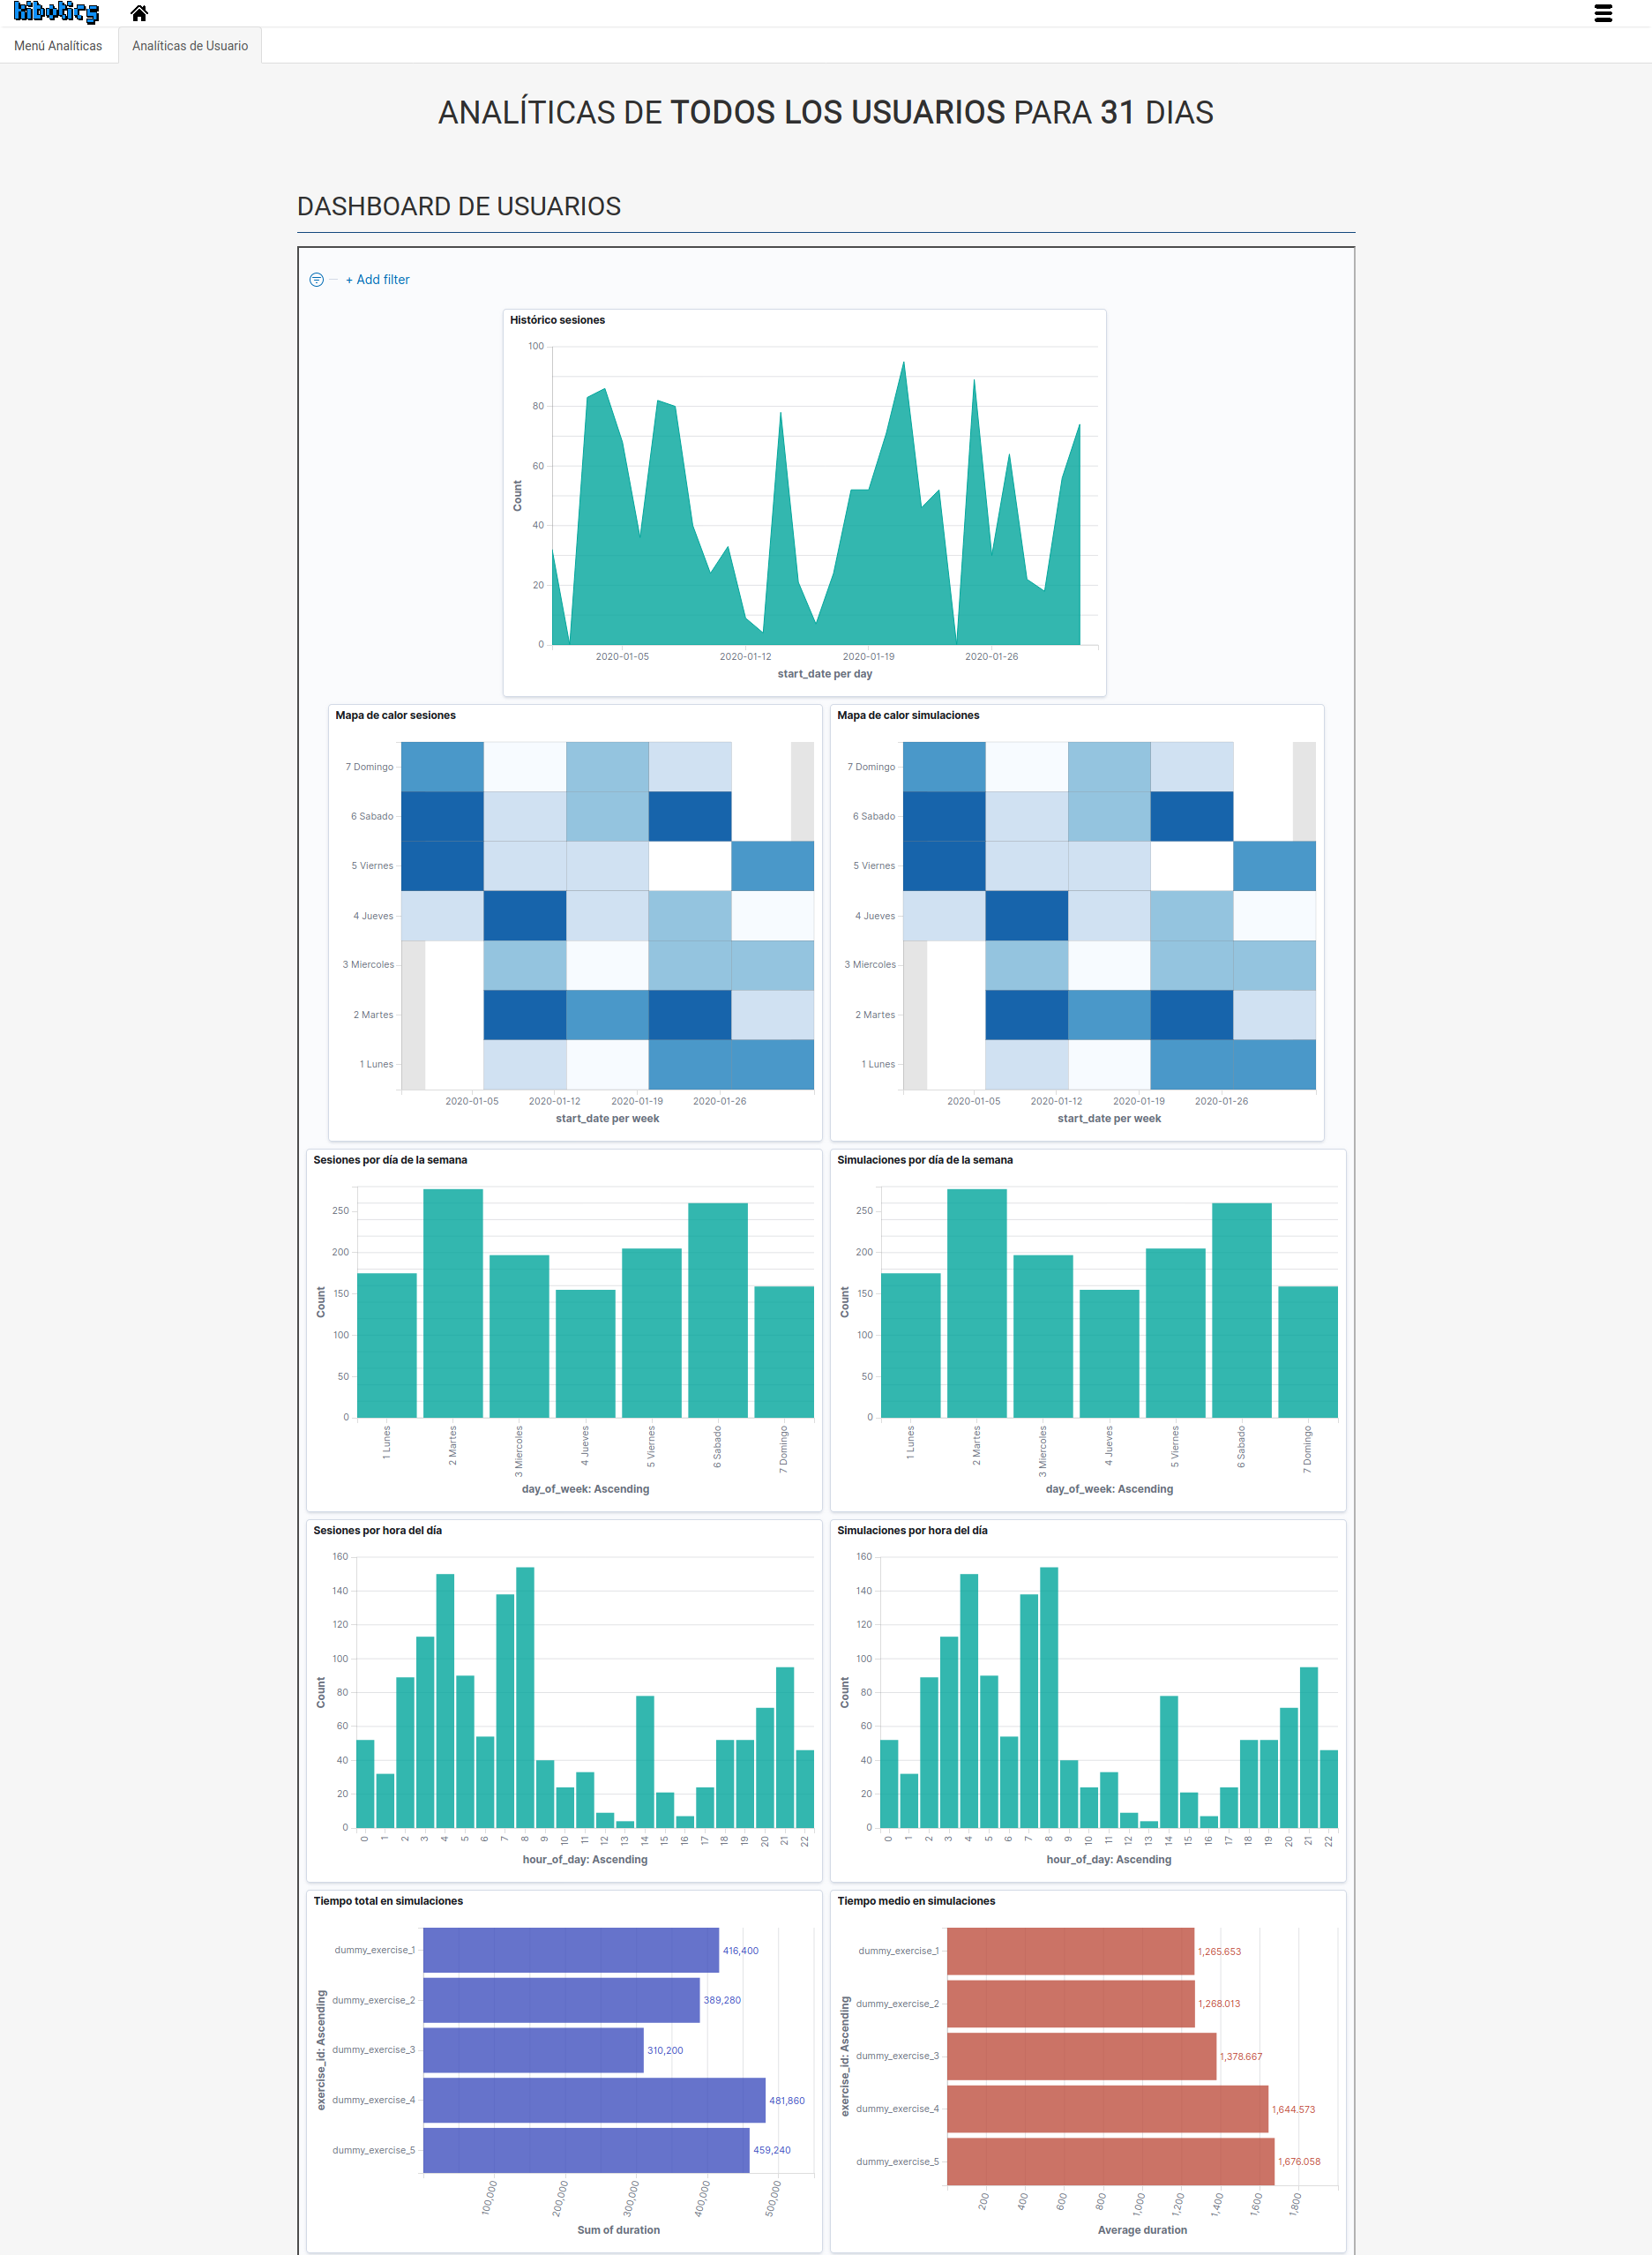 kibotics
Menú Analíticas
Analíticas de Usuario
ANALÍTICAS DE TODOS LOS USUARIOS PARA 31 DIAS
DASHBOARD DE USUARIOS
+ Add filter
Histórico sesiones
100
80
60
40
20
0
Count
2020-01-05 2020-01-12 2020-01-19 2020-01-26
start_date per day
Mapa de calor sesiones
7 Domingo
6 Sabado
5 Viernes
4 Jueves
3 Miercoles
2 Martes
1 Lunes
2020-01-05 2020-01-12 2020-01-19 2020-01-26
start_date per week
Mapa de calor simulaciones
7 Domingo
6 Sabado
5 Viernes
4 Jueves
3 Miercoles
2 Martes
1 Lunes
2020-01-05 2020-01-12 2020-01-19 2020-01-26
start_date per week
Sesiones por día de la semana
250
200
150
100
50
0
Count
1 Lunes
2 Martes
3 Miercoles
4 Jueves
5 Viernes
6 Sabado
7 Domingo
day_of_week: Ascending
Simulaciones por día de la semana
250
200
150
100
50
0
Count
1 Lunes
2 Martes
3 Miercoles
4 Jueves
5 Viernes
6 Sabado
7 Domingo
day_of_week: Ascending
Sesiones por hora del día
160
140
120
100
80
60
40
20
0
Count
0 1 2 3 4 5 6 7 8 9 10 11 12 13 14 15 16 17 18 19 20 21 22
hour_of_day: Ascending
Simulaciones por hora del día
160
140
120
100
80
60
40
20
0
Count
0 1 2 3 4 5 6 7 8 9 10 11 12 13 14 15 16 17 18 19 20 21 22
hour_of_day: Ascending
Tiempo total en simulaciones
exercise_id: Ascending
dummy_exercise_1 416,400
dummy_exercise_2 389,280
dummy_exercise_3 310,200
dummy_exercise_4 481,860
dummy_exercise_5 459,240
100,000 200,000 300,000 400,000 500,000
Sum of duration
Tiempo medio en simulaciones
exercise_id: Ascending
dummy_exercise_1 1,265.653
dummy_exercise_2 1,268.013
dummy_exercise_3 1,378.667
dummy_exercise_4 1,644.573
dummy_exercise_5 1,676.058
200 400 600 800 1,000 1,200 1,400 1,600 1,800
Average duration